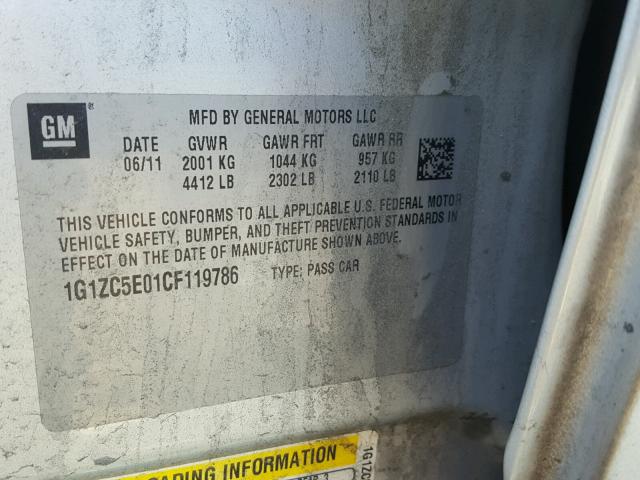 GM ®
MFD BY GENERAL MOTORS LLC
DATE GVWR GAWR FRT GAWR RR
06/11 2001 KG 1044 KG 957 KG
4412 LB 2302 LB 2110 LB
THIS VEHICLE CONFORMS TO ALL APPLICABLE U.S. FEDERAL MOTOR
VEHICLE SAFETY, BUMPER, AND THEFT PREVENTION STANDARDS IN
EFFECT ON THE DATE OF MANUFACTURE SHOWN ABOVE.
1G1ZC5E01CF119786 TYPE: PASS CAR
LOADING INFORMATION
1G1ZC